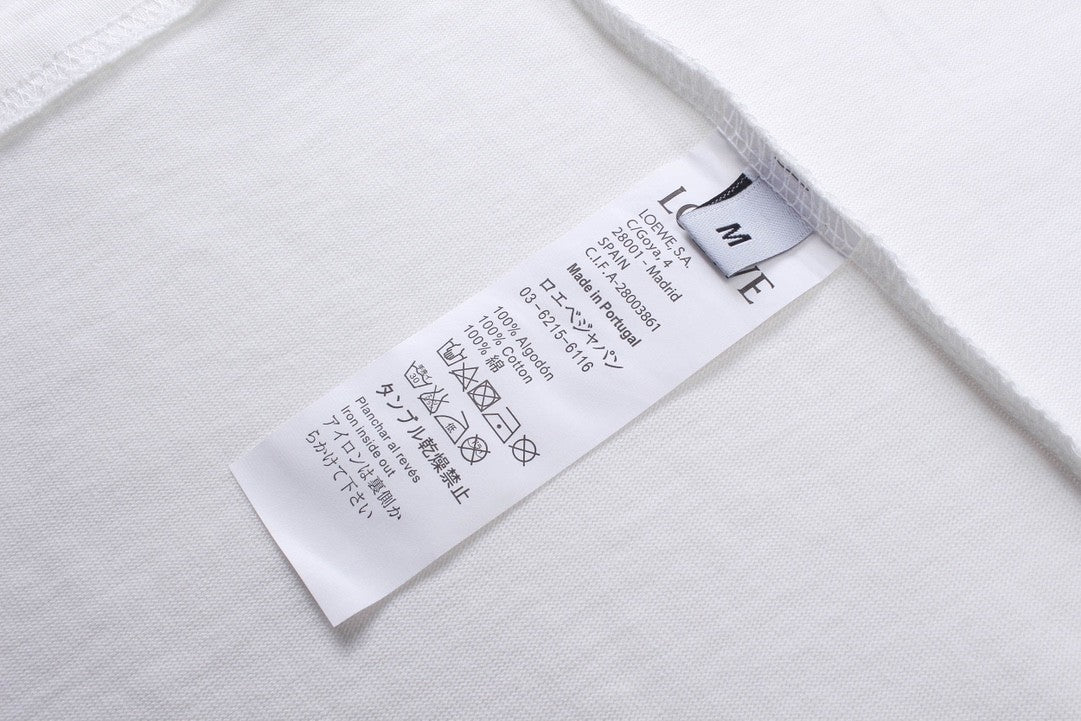 LOEWE, S.A.
C/Goya, 4
28001 - Madrid
SPAIN
C.I.F. A-28003861
Made in Portugal
ロエベジャパン
03-6215-6116
100% Algodón
100% Cotton
100% 綿
タンブル乾燥禁止
Planchar al revés
Iron inside out
アイロンは裏側か
らかけて下さい
M
30
低